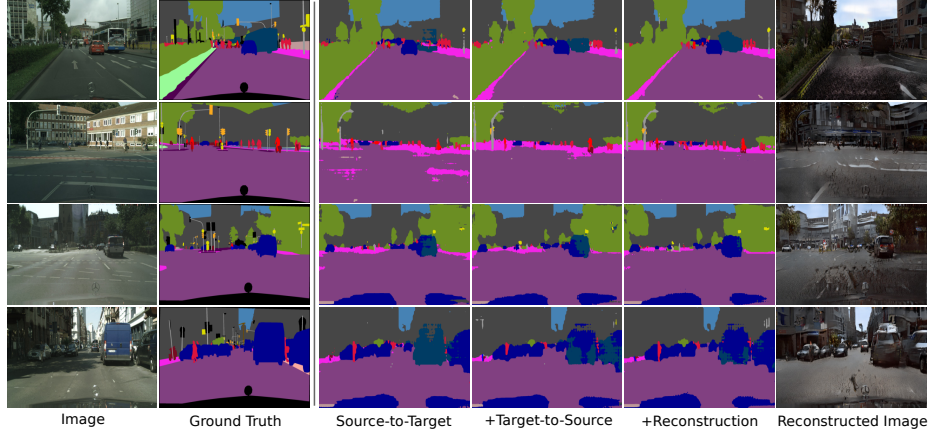 Image
Ground Truth
Source-to-Target
+Target-to-Source
+Reconstruction
Reconstructed Image